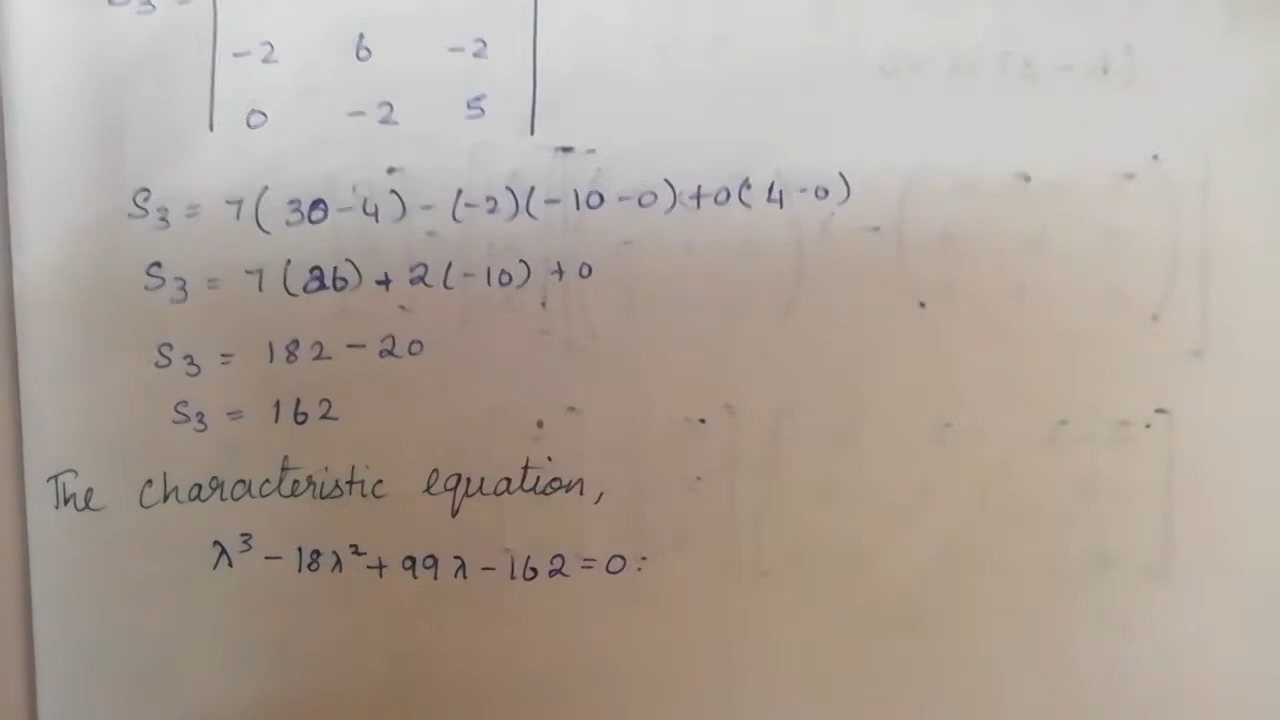 -2 6 -2
0 -2 5
S3 = 7(30-4) - (-2)(-10-0)+0(4-0)
S3 = 7(26) + 2(-10) + 0
S3 = 182 - 20
S3 = 162
The characteristic equation,
λ³ - 18λ² + 99λ - 162 = 0: